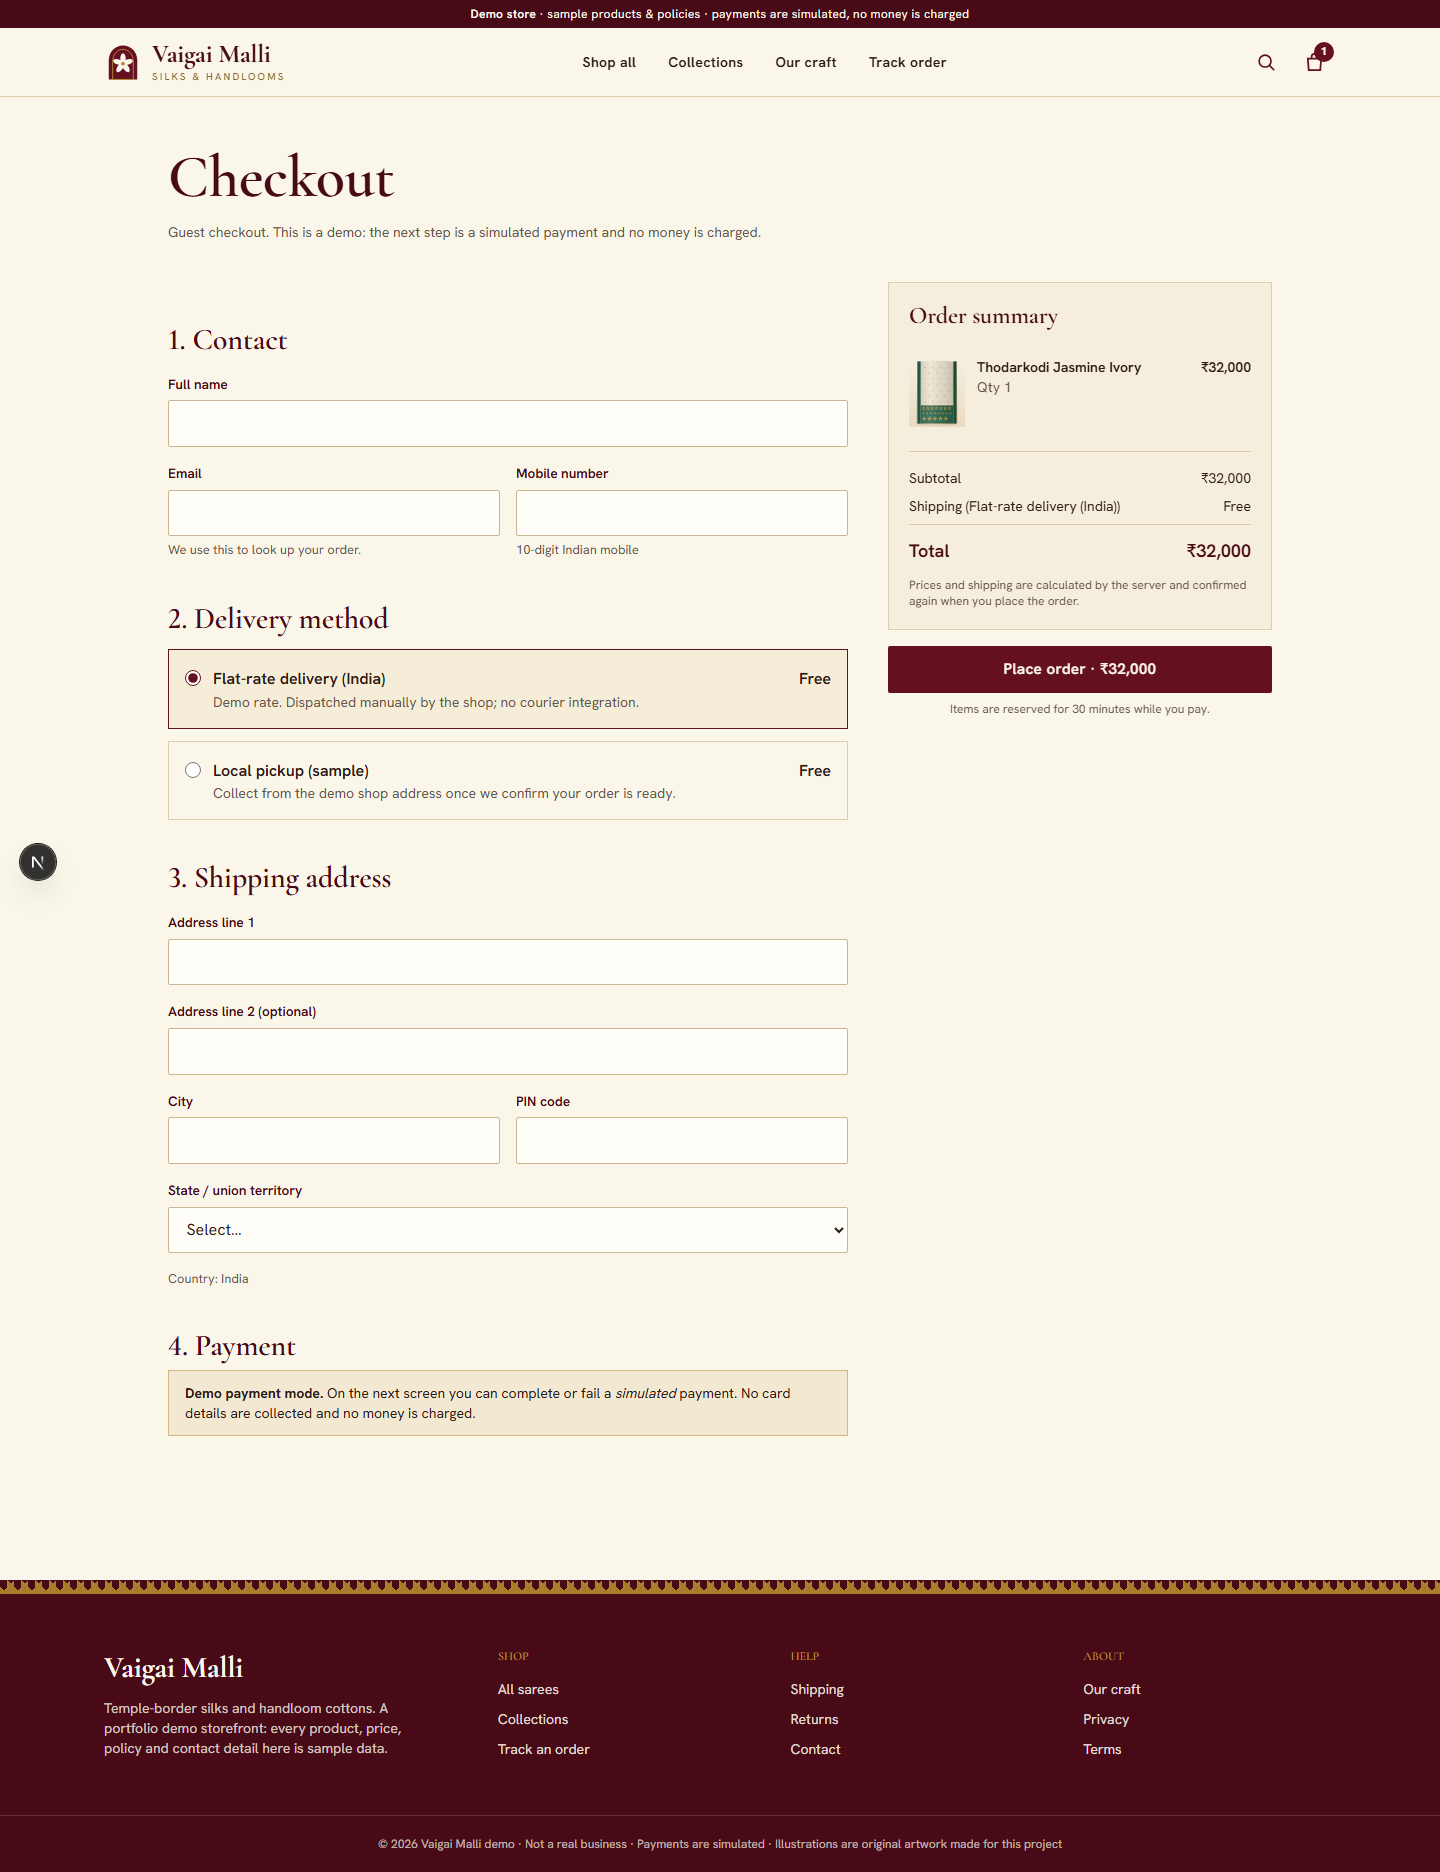 Demo store · sample products & policies · payments are simulated, no money is charged
Vaigai Malli
SILKS & HANDLOOMS
Shop all
Collections
Our craft
Track order
1
Checkout
Guest checkout. This is a demo: the next step is a simulated payment and no money is charged.
1. Contact
Full name
Email
Mobile number
We use this to look up your order.
10-digit Indian mobile
2. Delivery method
Flat-rate delivery (India)
Free
Demo rate. Dispatched manually by the shop; no courier integration.
Local pickup (sample)
Free
Collect from the demo shop address once we confirm your order is ready.
3. Shipping address
Address line 1
Address line 2 (optional)
City
PIN code
State / union territory
Select...
Country: India
4. Payment
Demo payment mode. On the next screen you can complete or fail a simulated payment. No card
details are collected and no money is charged.
Order summary
Thodarkodi Jasmine Ivory
₹32,000
Qty 1
Subtotal
₹32,000
Shipping (Flat-rate delivery (India))
Free
Total
₹32,000
Prices and shipping are calculated by the server and confirmed
again when you place the order.
Place order · ₹32,000
Items are reserved for 30 minutes while you pay.
N
Vaigai Malli
Temple-border silks and handloom cottons. A
portfolio demo storefront: every product, price,
policy and contact detail here is sample data.
SHOP
All sarees
Collections
Track an order
HELP
Shipping
Returns
Contact
ABOUT
Our craft
Privacy
Terms
© 2026 Vaigai Malli demo · Not a real business · Payments are simulated · Illustrations are original artwork made for this project